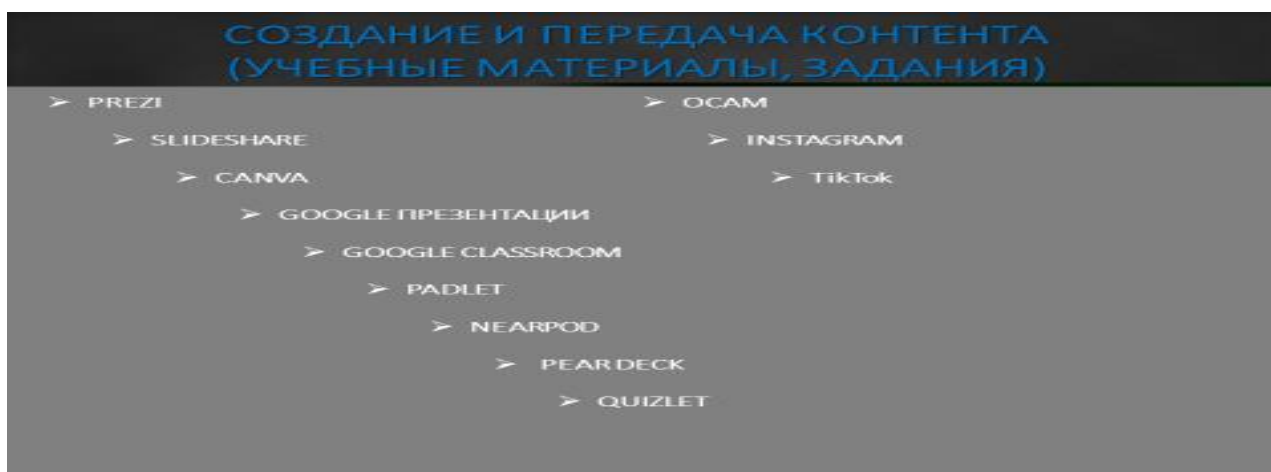 СОЗДАНИЕ И ПЕРЕДАЧА КОНТЕНТА
(УЧЕБНЫЕ МАТЕРИАЛЫ, ЗАДАНИЯ)
➢ PREZI
➢ SLIDESHARE
➢ CANVA
➢ GOOGLE ПРЕЗЕНТАЦИИ
➢ GOOGLE CLASSROOM
➢ PADLET
➢ NEARPOD
➢ PEAR DECK
➢ QUIZLET
➢ OCAM
➢ INSTAGRAM
➢ TikTok